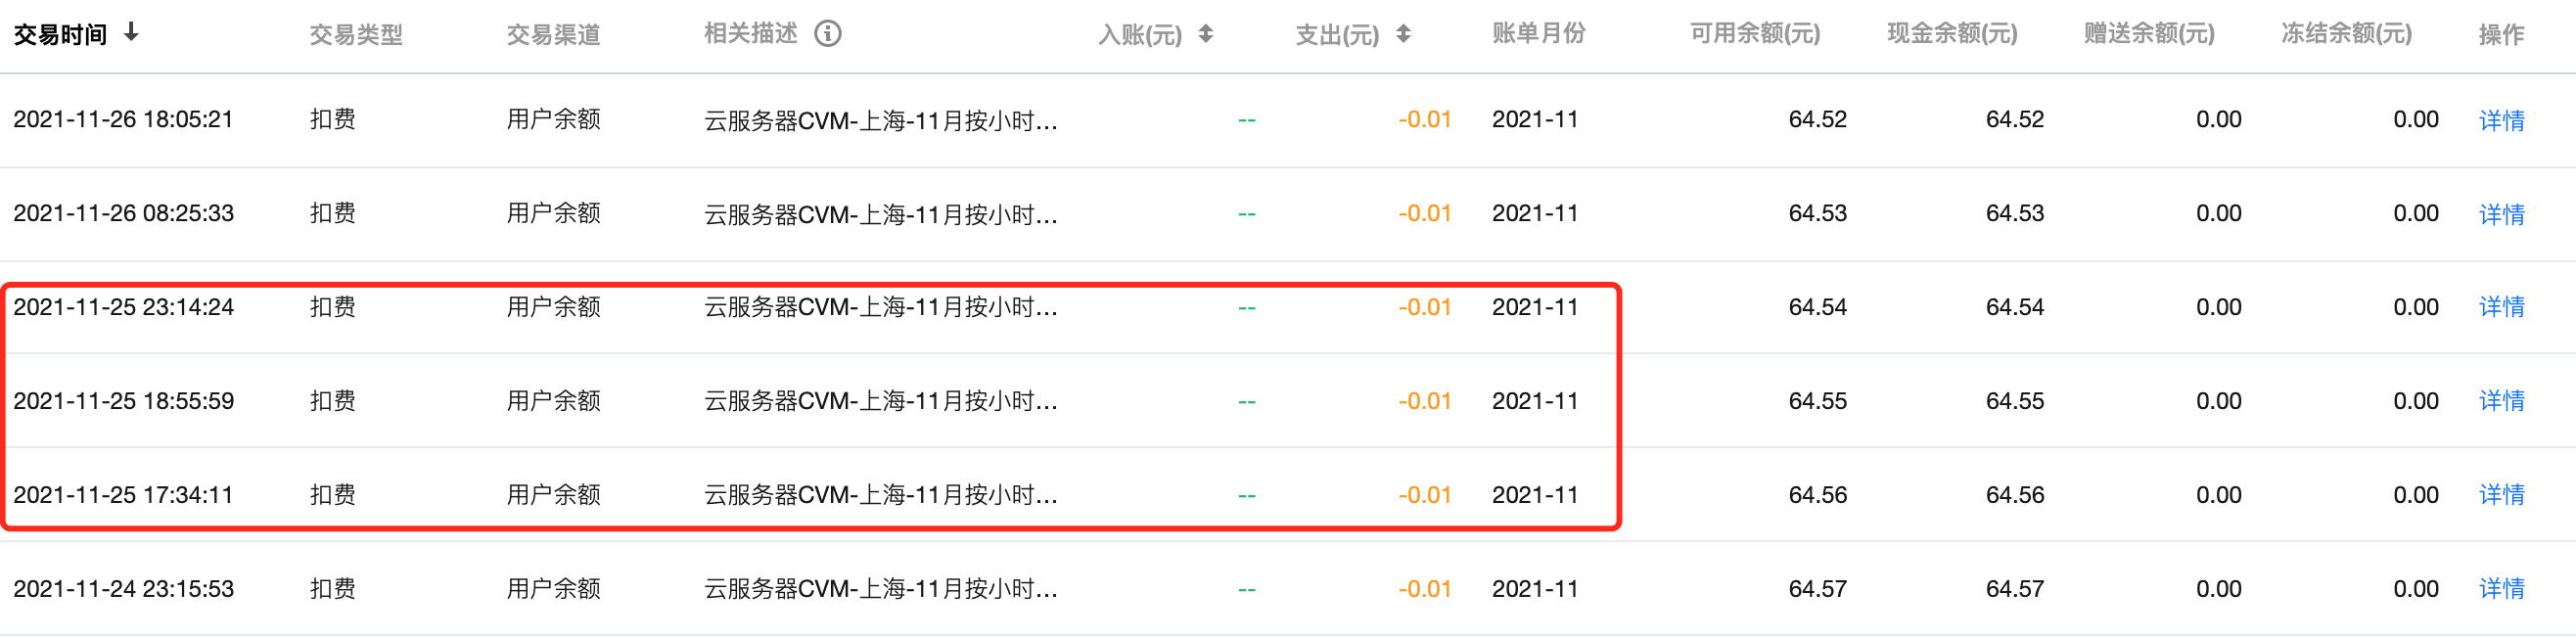 交易时间 交易类型 交易渠道 相关描述 入账(元) 支出(元) 账单月份 可用余额(元) 现金余额(元) 赠送余额(元) 冻结余额(元) 操作
2021-11-26 18:05:21 扣费 用户余额 云服务器CVM-上海-11月按小时... -- -0.01 2021-11 64.52 64.52 0.00 0.00 详情
2021-11-26 08:25:33 扣费 用户余额 云服务器CVM-上海-11月按小时... -- -0.01 2021-11 64.53 64.53 0.00 0.00 详情
2021-11-25 23:14:24 扣费 用户余额 云服务器CVM-上海-11月按小时... -- -0.01 2021-11 64.54 64.54 0.00 0.00 详情
2021-11-25 18:55:59 扣费 用户余额 云服务器CVM-上海-11月按小时... -- -0.01 2021-11 64.55 64.55 0.00 0.00 详情
2021-11-25 17:34:11 扣费 用户余额 云服务器CVM-上海-11月按小时... -- -0.01 2021-11 64.56 64.56 0.00 0.00 详情
2021-11-24 23:15:53 扣费 用户余额 云服务器CVM-上海-11月按小时... -- -0.01 2021-11 64.57 64.57 0.00 0.00 详情